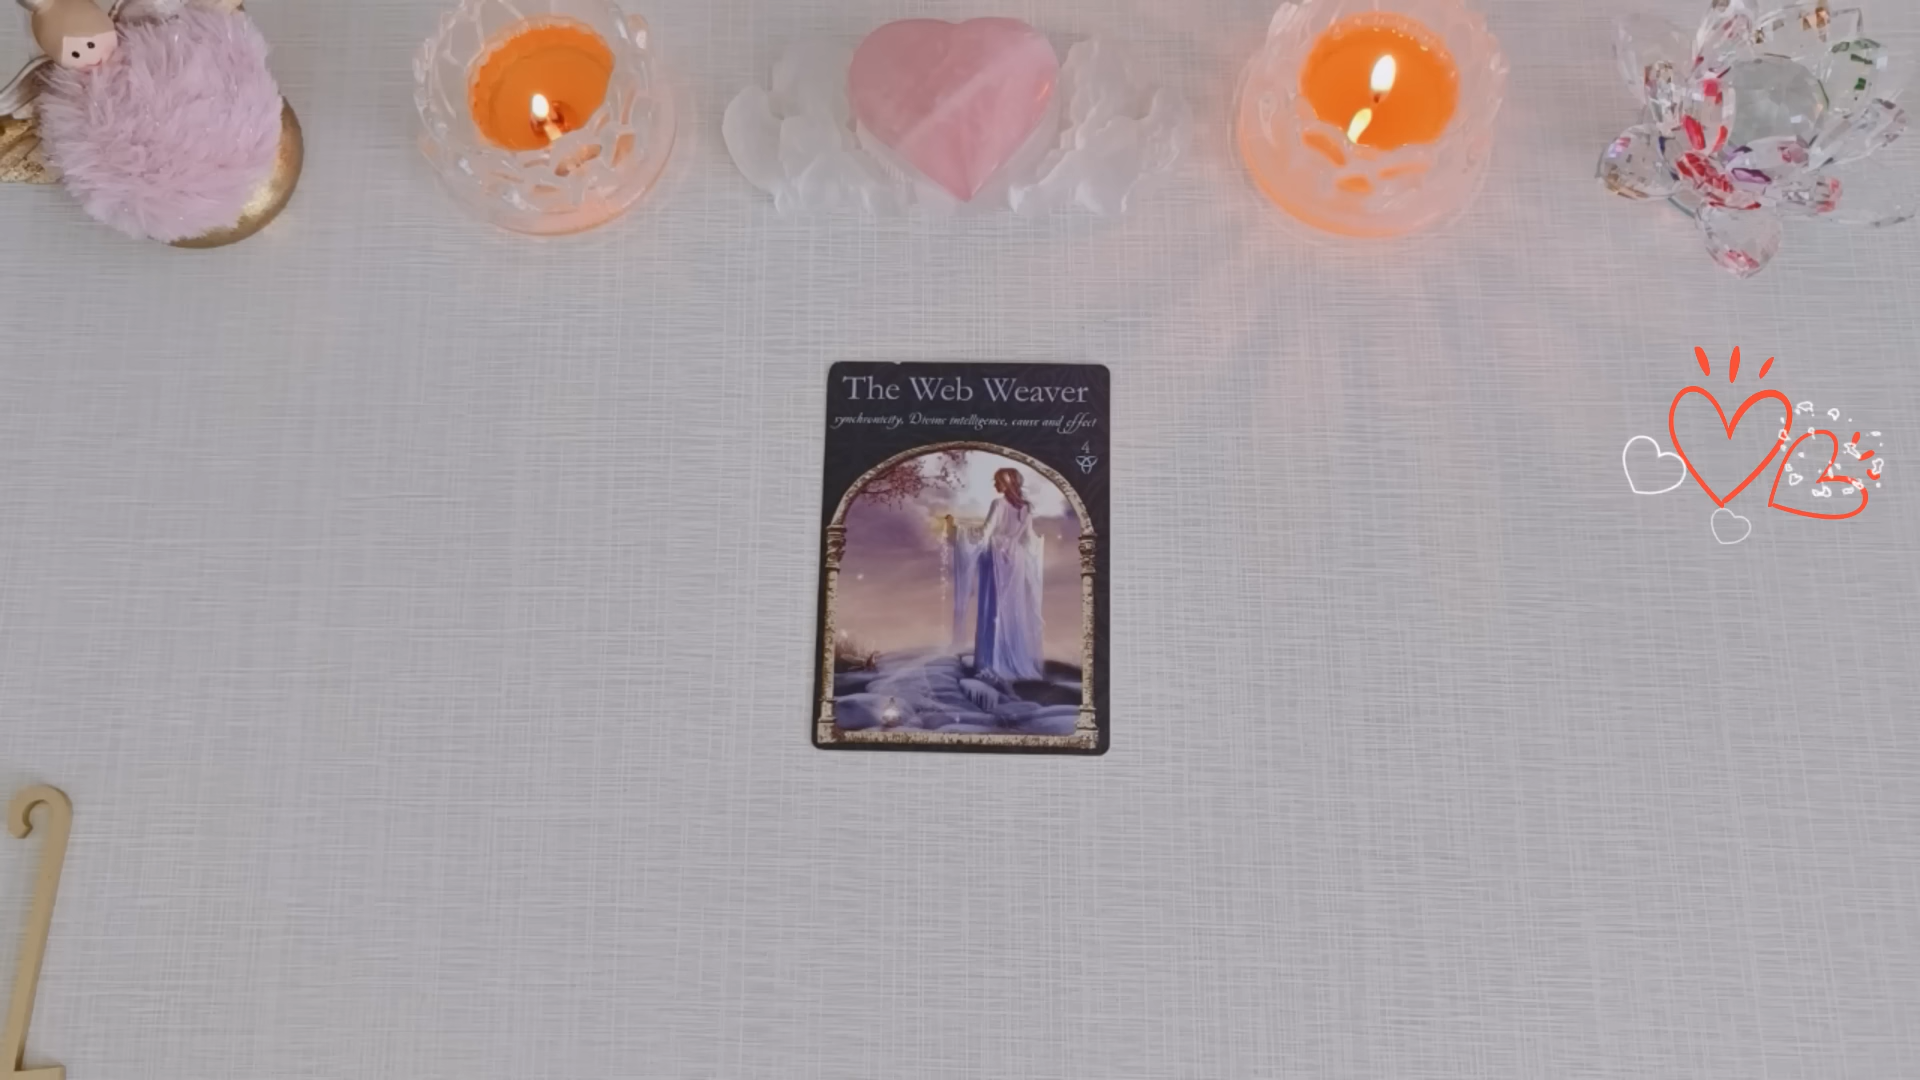 The Web Weaver
synchronicity, Divine intelligence, cause and effect
4